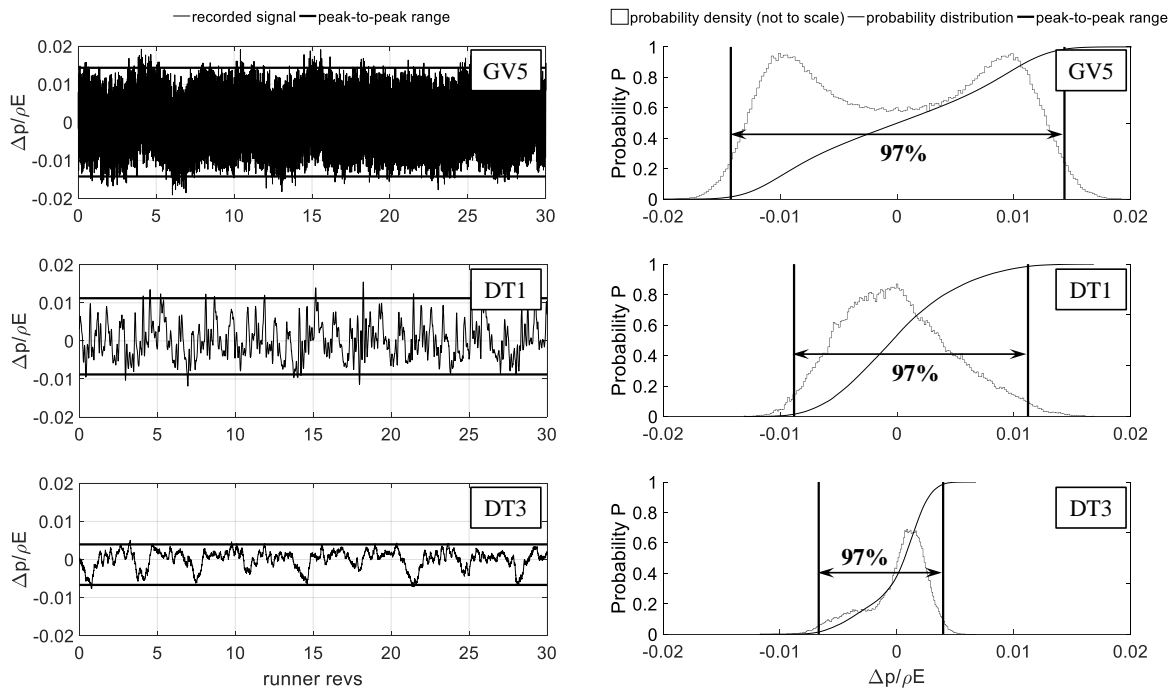 recorded signal peak-to-peak range
probability density (not to scale) probability distribution peak-to-peak range
0.02
0.01
0
-0.01
-0.02
Δp/ρE
GV5
0 5 10 15 20 25 30
1
0.8
0.6
0.4
0.2
0
Probability P
GV5
97%
-0.02 -0.01 0 0.01 0.02
0.02
0.01
0
-0.01
-0.02
Δp/ρE
DT1
0 5 10 15 20 25 30
1
0.8
0.6
0.4
0.2
0
Probability P
DT1
97%
-0.02 -0.01 0 0.01 0.02
0.02
0.01
0
-0.01
-0.02
Δp/ρE
DT3
0 5 10 15 20 25 30
runner revs
1
0.8
0.6
0.4
0.2
0
Probability P
DT3
97%
-0.02 -0.01 0 0.01 0.02
Δp/ρE